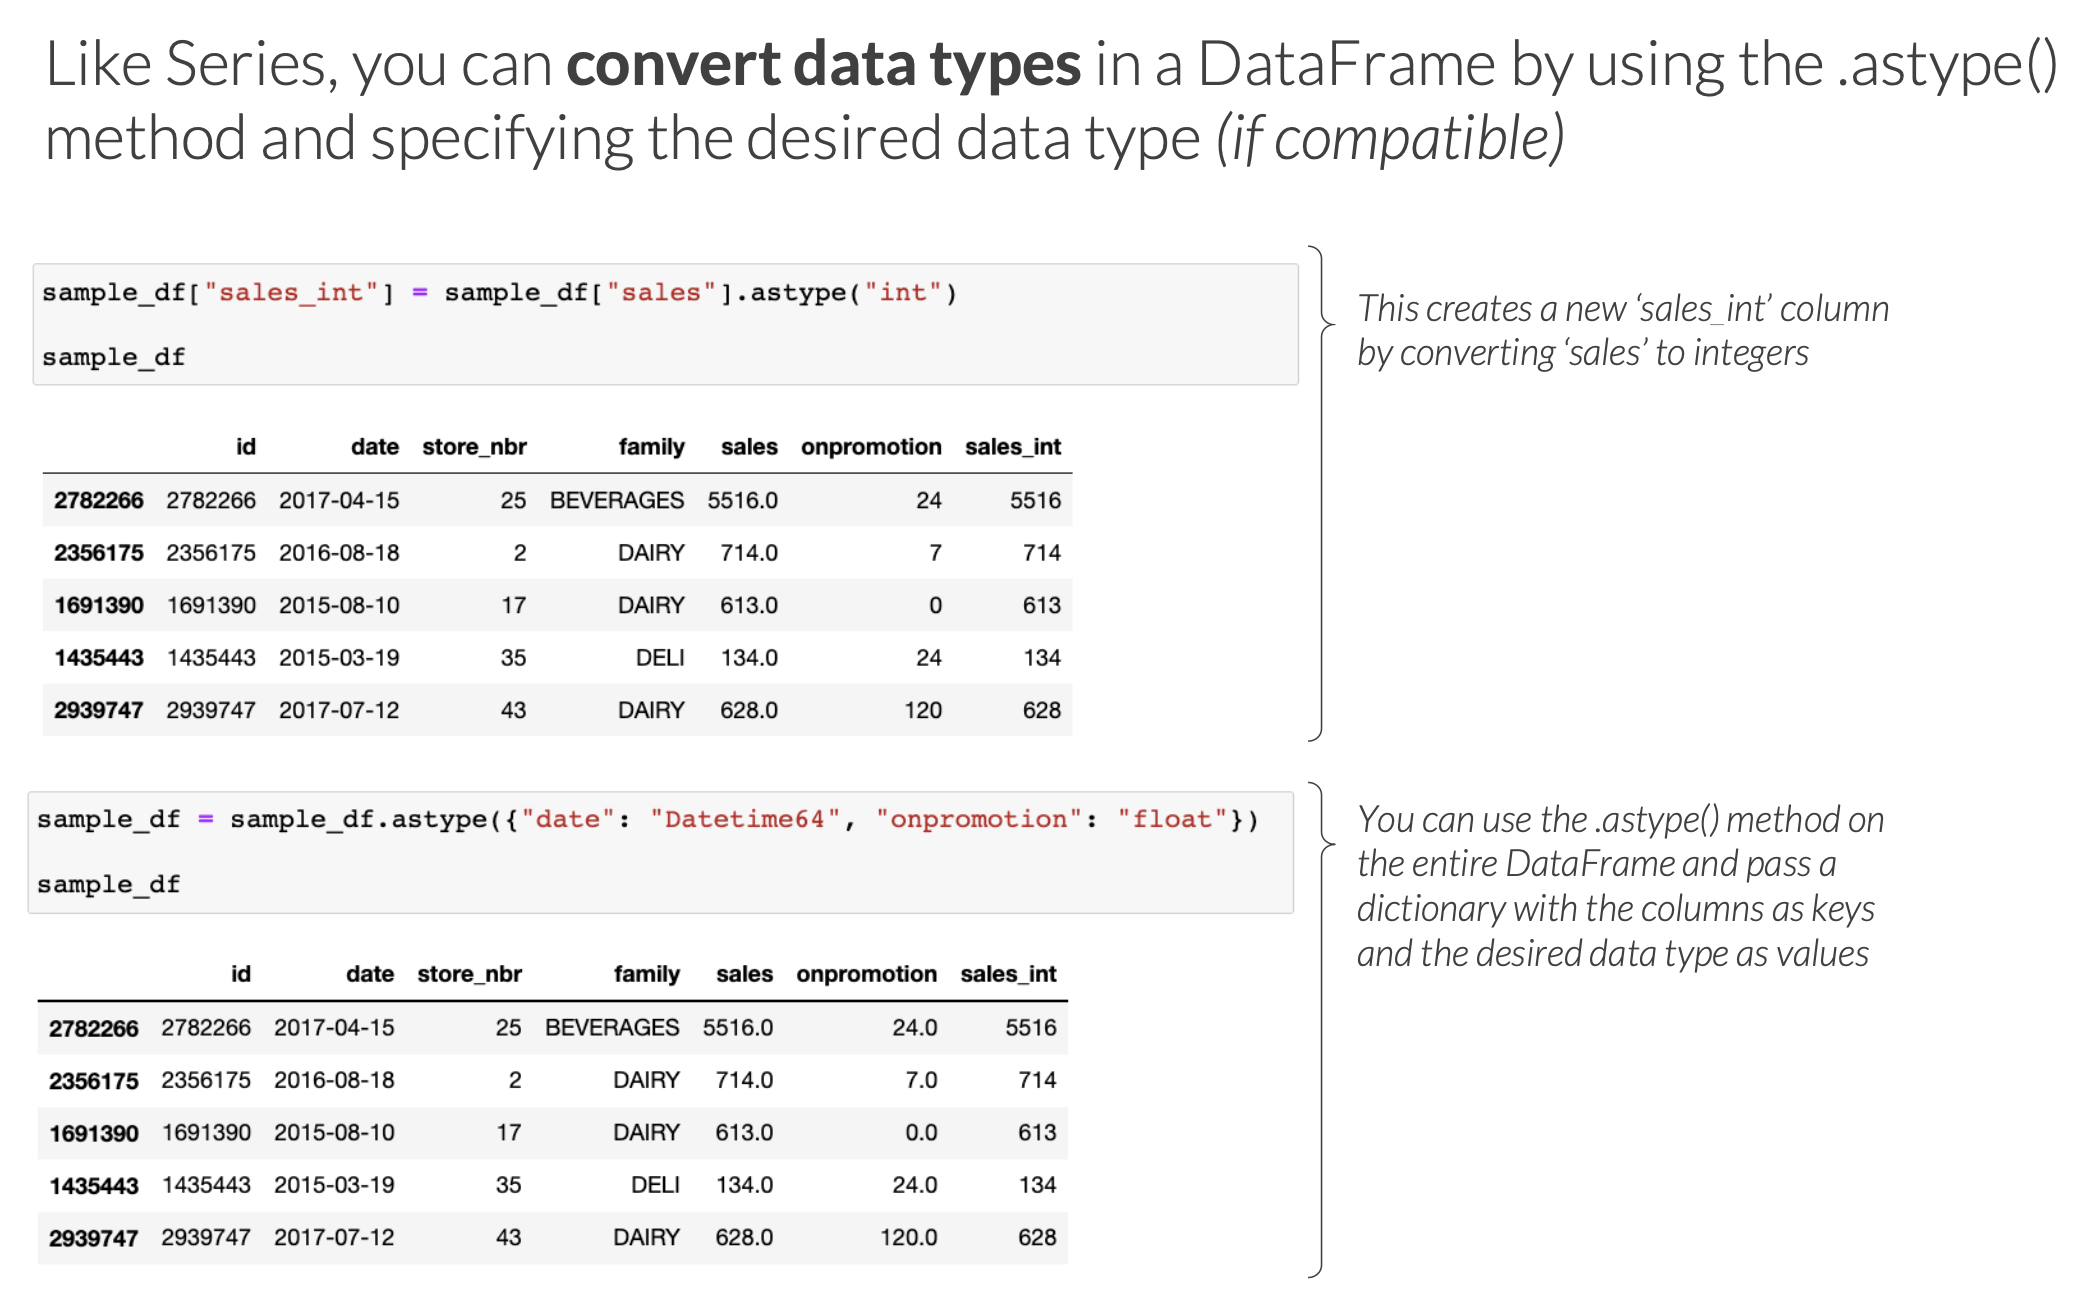 Like Series, you can convert data types in a DataFrame by using the .astype()
method and specifying the desired data type (if compatible)
sample_df["sales_int"] = sample_df["sales"].astype("int")
sample_df
This creates a new ‘sales_int’ column
by converting ‘sales’ to integers
id date store_nbr family sales onpromotion sales_int
2782266 2782266 2017-04-15 25 BEVERAGES 5516.0 24 5516
2356175 2356175 2016-08-18 2 DAIRY 714.0 7 714
1691390 1691390 2015-08-10 17 DAIRY 613.0 0 613
1435443 1435443 2015-03-19 35 DELI 134.0 24 134
2939747 2939747 2017-07-12 43 DAIRY 628.0 120 628
sample_df = sample_df.astype({"date": "Datetime64", "onpromotion": "float"})
sample_df
You can use the .astype() method on
the entire DataFrame and pass a
dictionary with the columns as keys
and the desired data type as values
id date store_nbr family sales onpromotion sales_int
2782266 2782266 2017-04-15 25 BEVERAGES 5516.0 24.0 5516
2356175 2356175 2016-08-18 2 DAIRY 714.0 7.0 714
1691390 1691390 2015-08-10 17 DAIRY 613.0 0.0 613
1435443 1435443 2015-03-19 35 DELI 134.0 24.0 134
2939747 2939747 2017-07-12 43 DAIRY 628.0 120.0 628